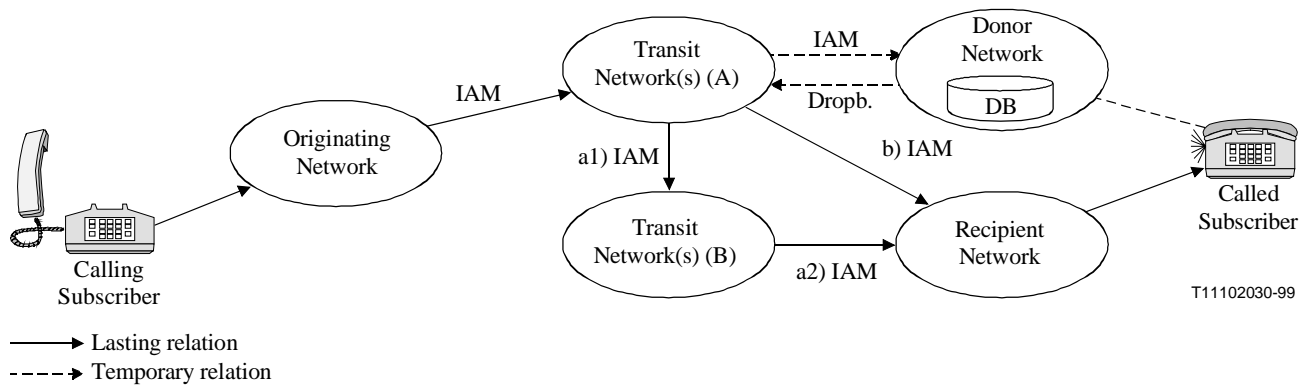 Transit
Network(s) (A)
IAM
Donor
Network
DB
Dropb.
IAM
Originating
Network
a1) IAM
b) IAM
Called
Subscriber
Transit
Network(s) (B)
a2) IAM
Recipient
Network
Calling
Subscriber
T11102030-99
Lasting relation
Temporary relation